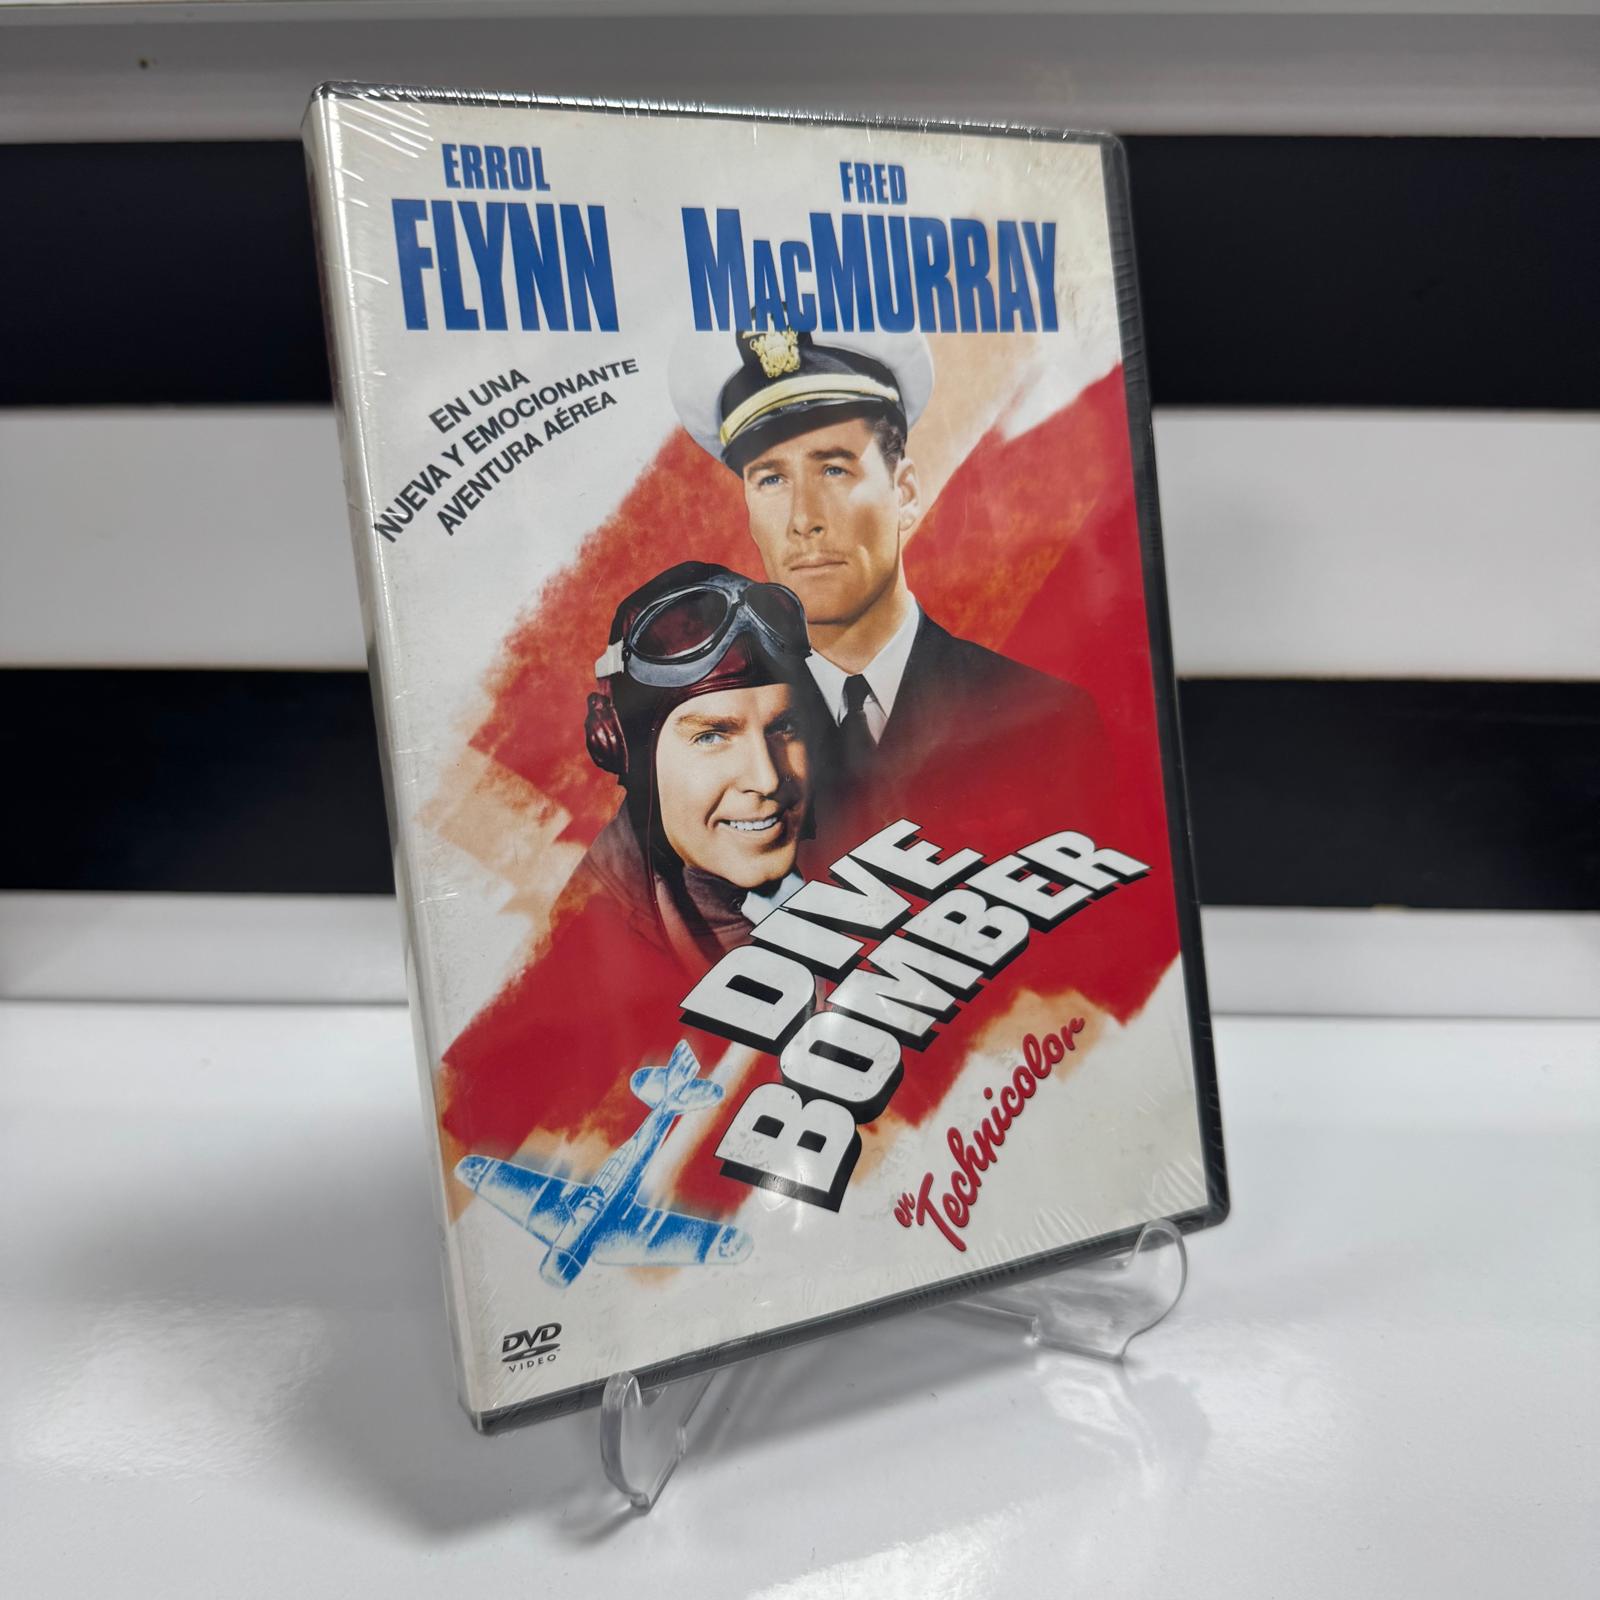 ERROL
FLYNN
FRED
MACMURRAY
EN UNA
NUEVA Y EMOCIONANTE
AVENTURA AÉREA
DIVE
BOMBER
en Technicolor
DVD
VIDEO